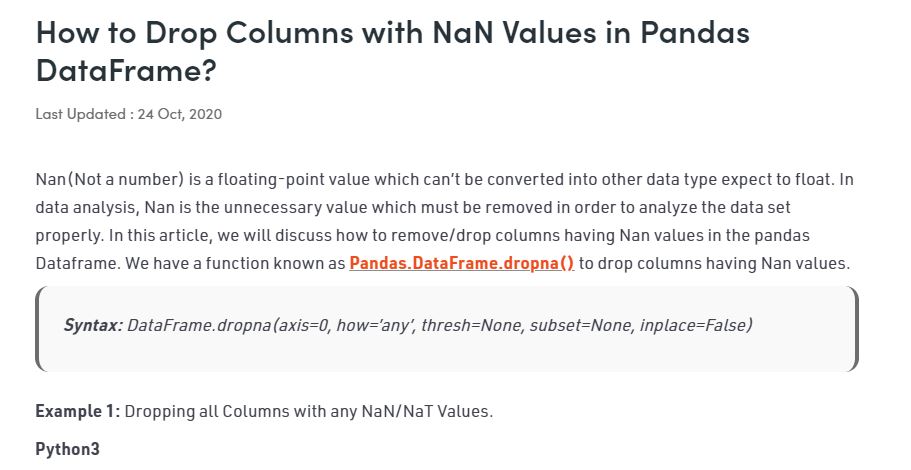 How to Drop Columns with NaN Values in Pandas
DataFrame?
Last Updated : 24 Oct, 2020
Nan(Not a number) is a floating-point value which can't be converted into other data type expect to float. In
data analysis, Nan is the unnecessary value which must be removed in order to analyze the data set
properly. In this article, we will discuss how to remove/drop columns having Nan values in the pandas
Dataframe. We have a function known as Pandas.DataFrame.dropna() to drop columns having Nan values.
Syntax: DataFrame.dropna(axis=0, how='any', thresh=None, subset=None, inplace=False)
Example 1: Dropping all Columns with any NaN/NaT Values.
Python3